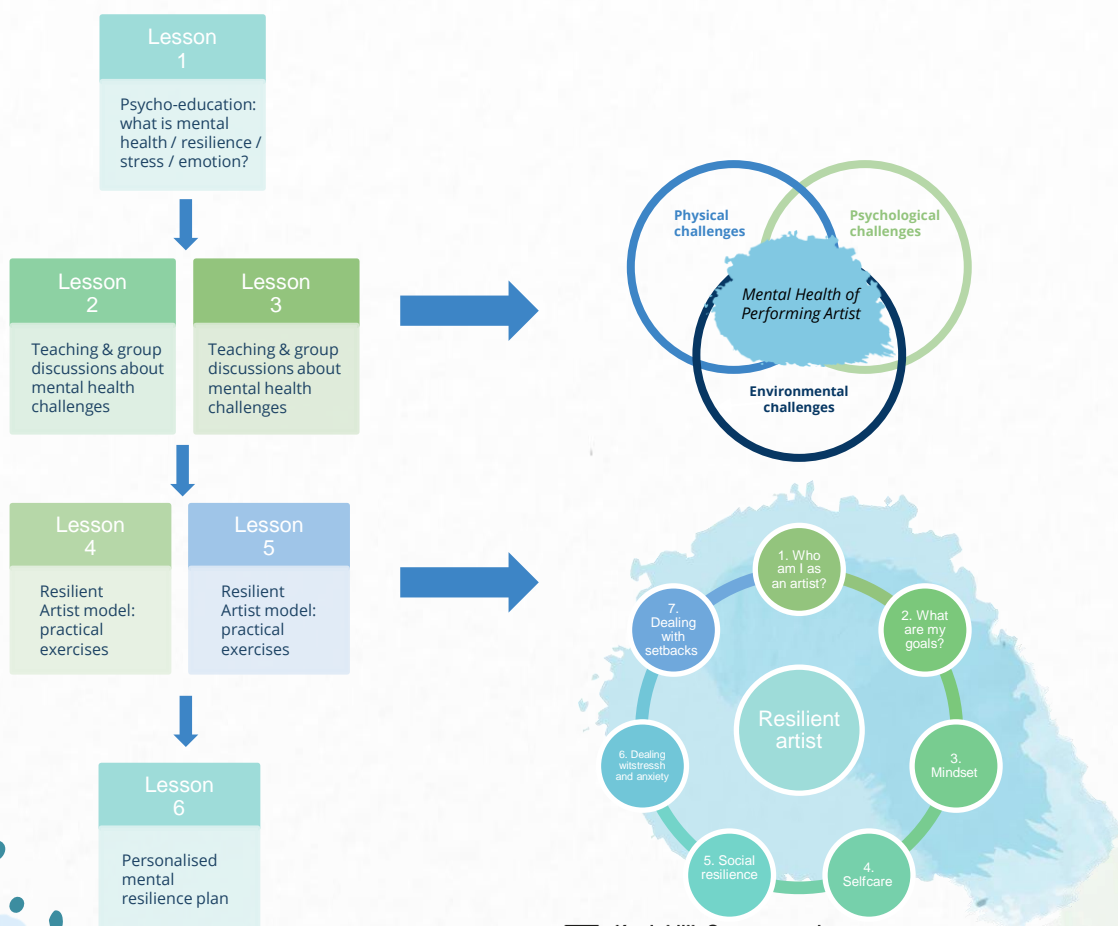 Lesson
1
Psycho-education:
what is mental
health / resilience /
stress / emotion?
Lesson
2
Teaching & group
discussions about
mental health
challenges
Lesson
3
Teaching & group
discussions about
mental health
challenges
Physical
challenges
Psychological
challenges
Mental Health of
Performing Artist
Environmental
challenges
Lesson
4
Resilient
Artist model:
practical
exercises
Lesson
5
Resilient
Artist model:
practical
exercises
Lesson
6
Personalised
mental
resilience plan
Resilient
artist
1. Who
am I as
an artist?
2. What
are my
goals?
3.
Mindset
4.
Selfcare
5. Social
resilience
6. Dealing
witstressh
and anxiety
7.
Dealing
with
setbacks